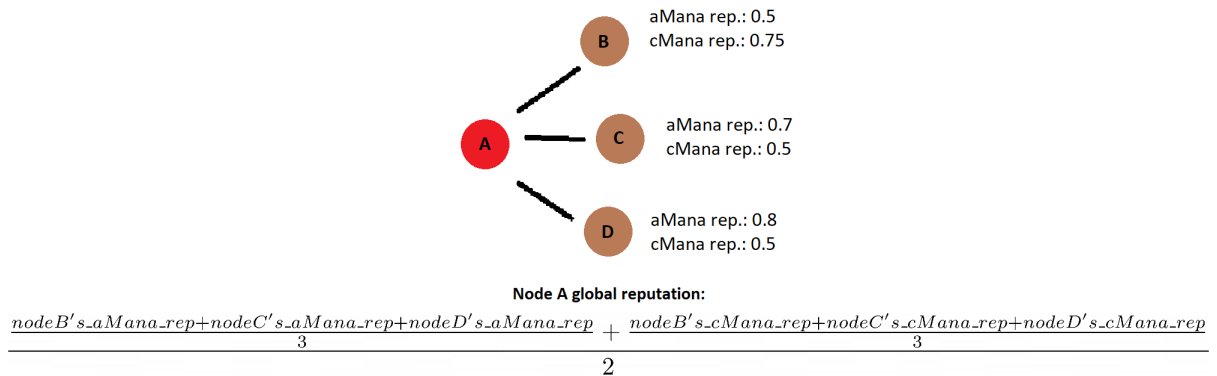 aMana rep.: 0.5
cMana rep.: 0.75
B
A
C
aMana rep.: 0.7
cMana rep.: 0.5
D
aMana rep.: 0.8
cMana rep.: 0.5
Node A global reputation:
nodeB's_aMana_rep+nodeC's_aMana_rep+nodeD's_aMana_rep + nodeB's_cMana_rep+nodeC's_cMana_rep+nodeD's_cMana_rep
3 3
2